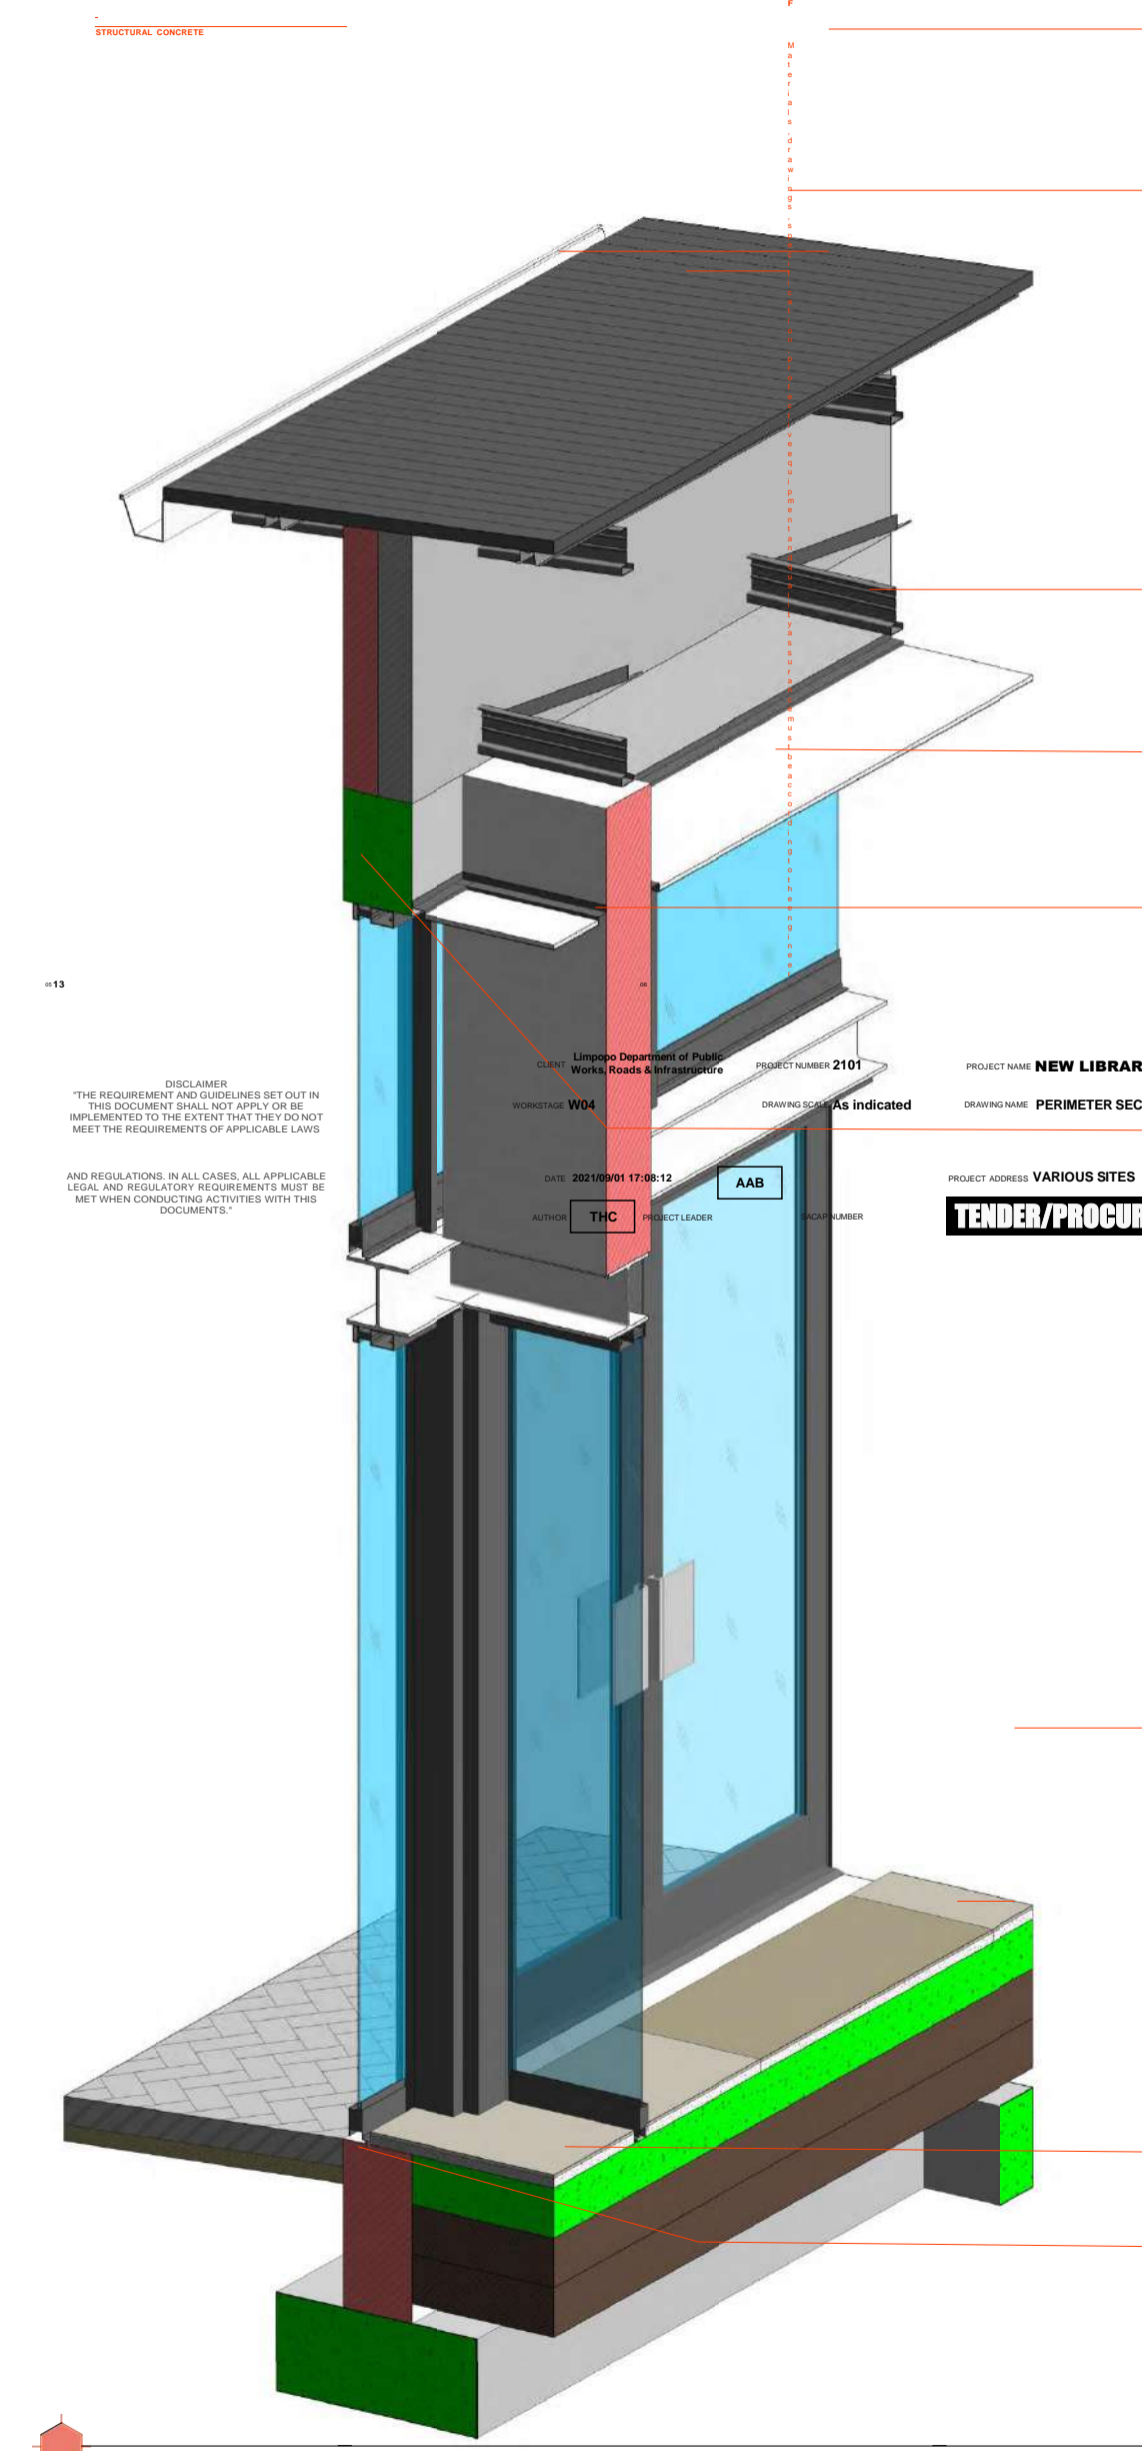 -
STRUCTURAL CONCRETE
F
05 13
06
DISCLAIMER
"THE REQUIREMENT AND GUIDELINES SET OUT IN
THIS DOCUMENT SHALL NOT APPLY OR BE
IMPLEMENTED TO THE EXTENT THAT THEY DO NOT
MEET THE REQUIREMENTS OF APPLICABLE LAWS
AND REGULATIONS. IN ALL CASES, ALL APPLICABLE
LEGAL AND REGULATORY REQUIREMENTS MUST BE
MET WHEN CONDUCTING ACTIVITIES WITH THIS
DOCUMENTS."
CLIENT Limpopo Department of Public
Works, Roads & Infrastructure
PROJECT NUMBER 2101
PROJECT NAME NEW LIBRAR
WORKSTAGE W04
DRAWING SCALE As indicated
DRAWING NAME PERIMETER SEC
DATE 2021/09/01 17:08:12
AAB
PROJECT ADDRESS VARIOUS SITES
AUTHOR THC PROJECT LEADER
SACAP NUMBER
TENDER/PROCUR